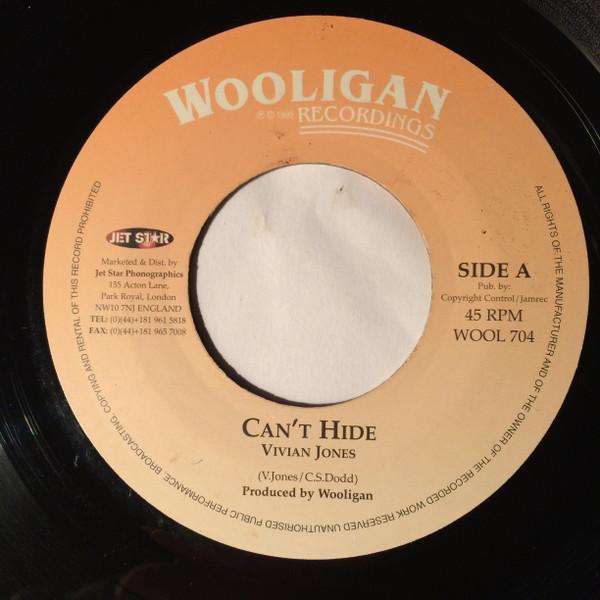 WOOLIGAN
℗ © 1999 RECORDINGS
JET STAR
Marketed & Dist. by
Jet Star Phonographics
155 Acton Lane,
Park Royal, London
NW10 7NJ ENGLAND
TEL: (0)(44)+181 961 5818
FAX: (0)(44)+181 965 7008
SIDE A
Pub. by:
Copyright Control/Jamrec
45 RPM
WOOL 704
CAN'T HIDE
VIVIAN JONES
(V.Jones/C.S.Dodd)
Produced by Wooligan
ALL RIGHTS OF THE MANUFACTURER AND OF THE OWNER OF THE RECORDED WORK RESERVED UNAUTHORISED PUBLIC PERFORMANCE, BROADCASTING, COPYING AND RENTAL OF THIS RECORD PROHIBITED